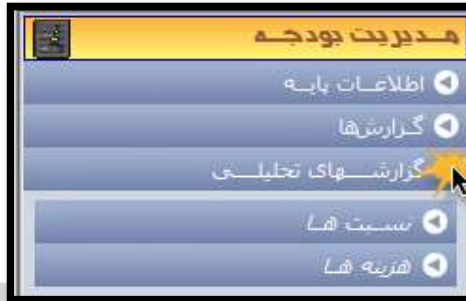 مدیریت بودجه
اطلاعات پایه
گزارش‌ها
گزارشهای تحلیلی
نسبت ها
هزینه ها